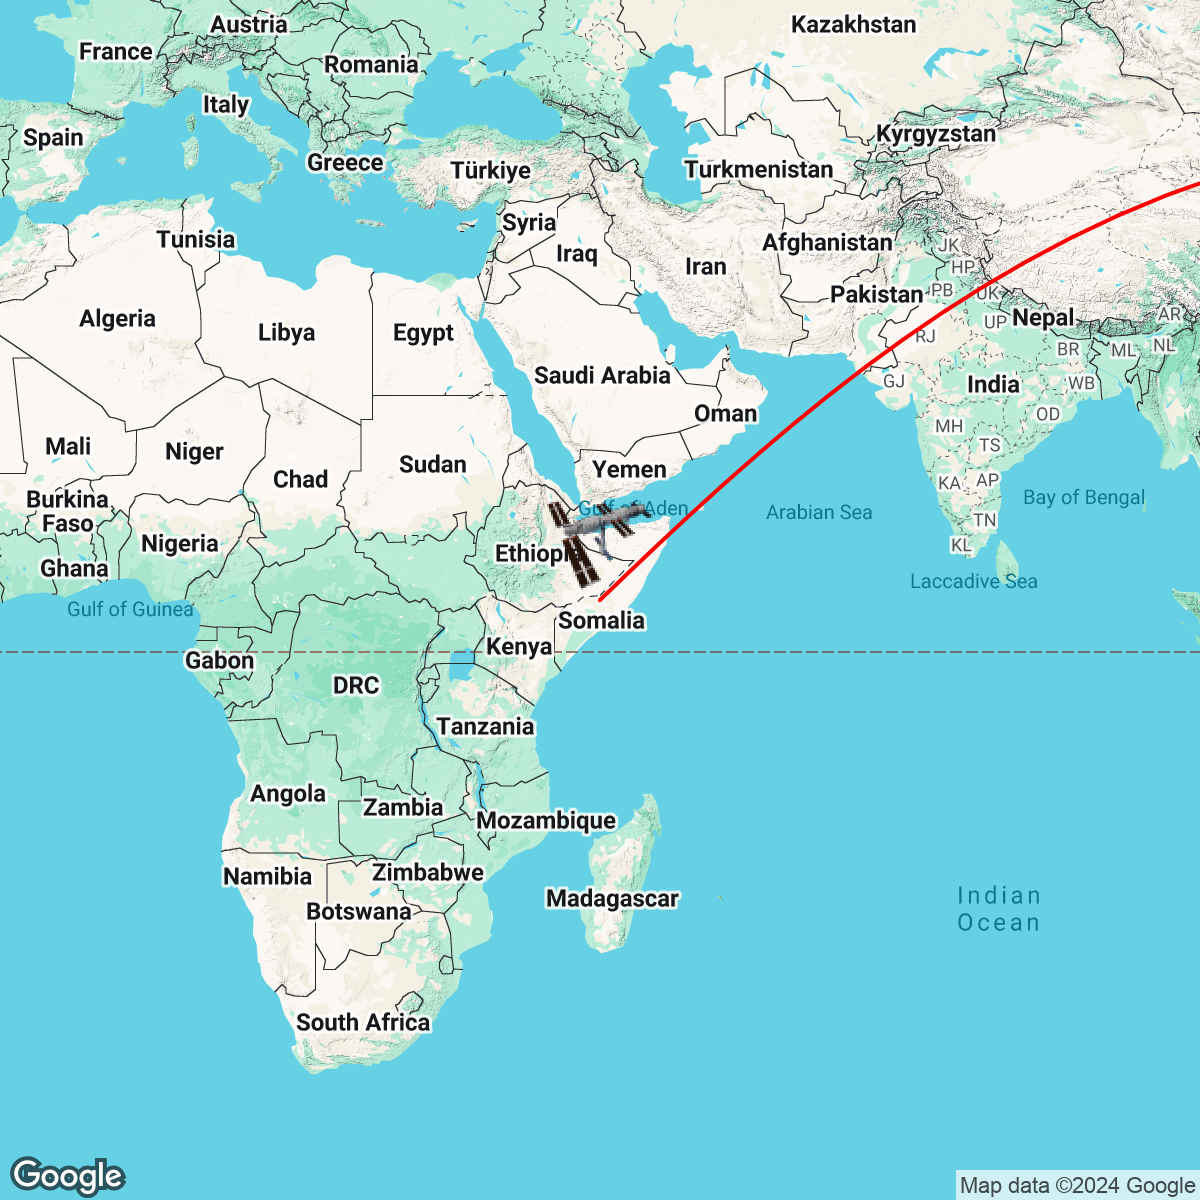 Austria
Kazakhstan
France
Romania
Italy
Kyrgyzstan
Spain
Greece
Türkiye
Turkmenistan
Syria
Tunisia
Iraq
Afghanistan
JK
Iran
HP
Pakistan
PB
UK
Algeria
Libya
Egypt
UP
Nepal
AR
RJ
BR
ML
NL
Saudi Arabia
GJ
India
WB
Oman
OD
MH
Mali
Niger
TS
Chad
Sudan
Yemen
KA
AP
Burkina
Faso
Bay of Bengal
Gulf of Aden
Arabian Sea
TN
Nigeria
KL
Ethiop
Ghana
Laccadive Sea
Gulf of Guinea
Somalia
Kenya
Gabon
DRC
Tanzania
Angola
Zambia
Mozambique
Namibia
Zimbabwe
Madagascar
Indian
Ocean
Botswana
South Africa
Google
Map data ©2024 Google